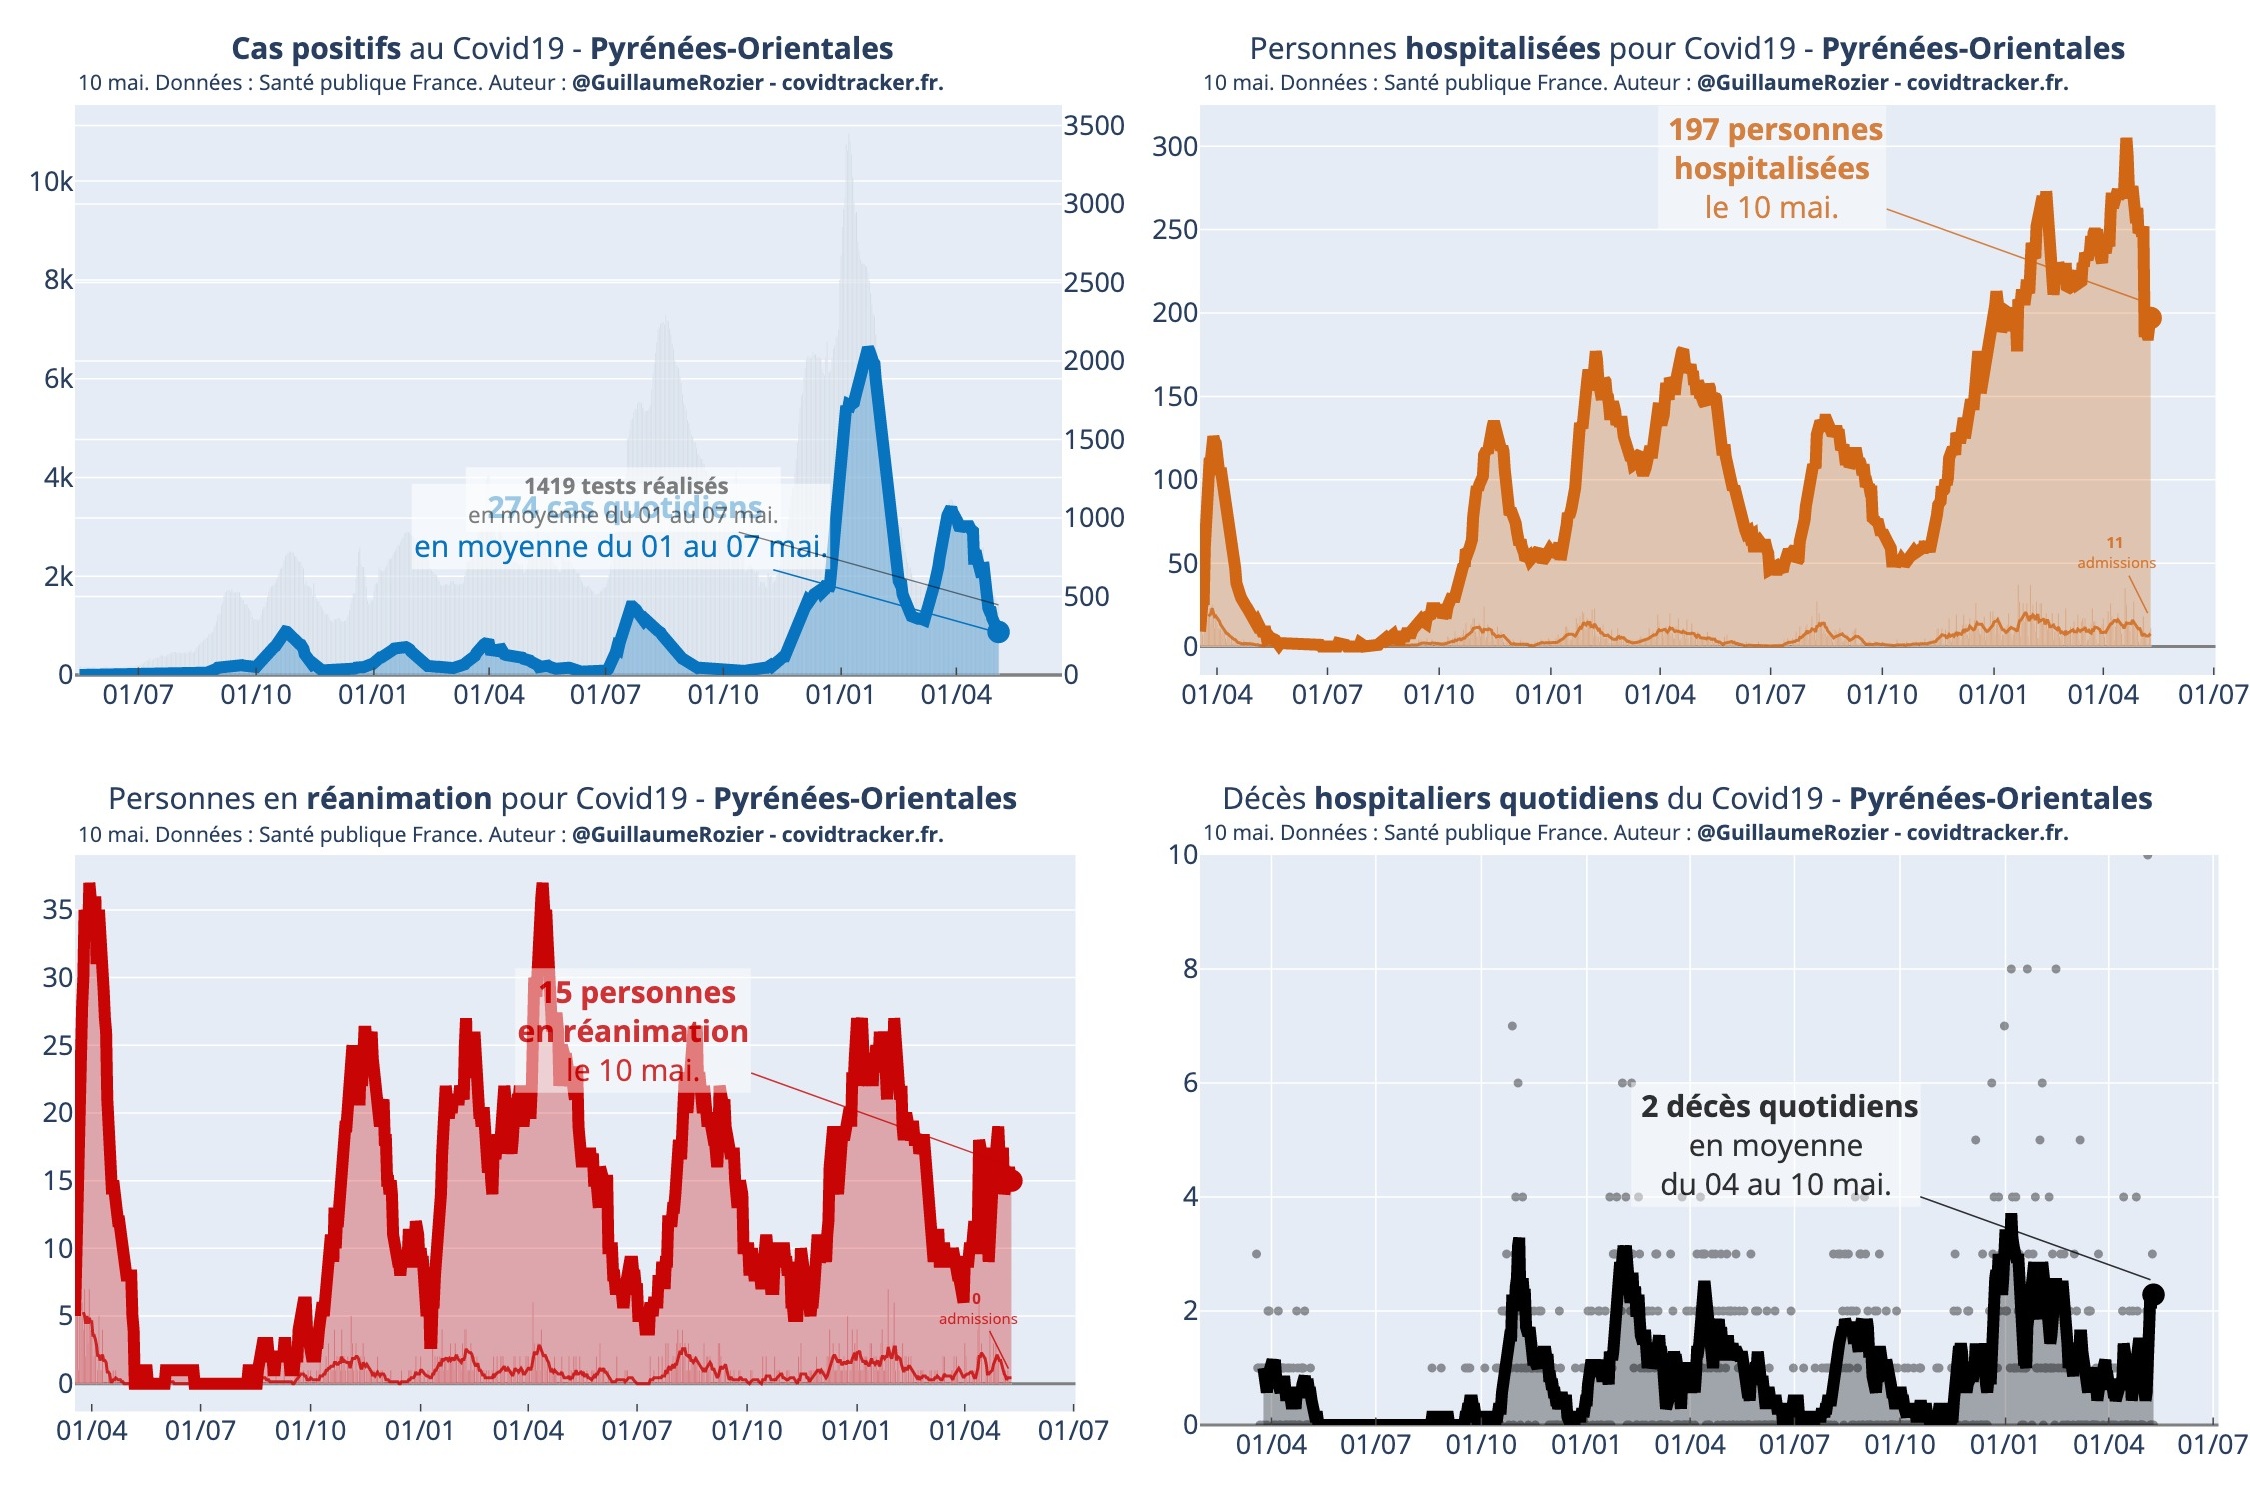 Cas positifs au Covid19 - Pyrénées-Orientales
10 mai. Données : Santé publique France. Auteur : @GuillaumeRozier - covidtracker.fr.
10k
8k
6k
4k
2k
0
3500
3000
2500
2000
1500
1000
500
0
1419 tests réalisés
en moyenne du 01 au 07 mai.
274 cas quotidiens
en moyenne du 01 au 07 mai.
01/07 01/10 01/01 01/04 01/07 01/10 01/01 01/04
Personnes hospitalisées pour Covid19 - Pyrénées-Orientales
10 mai. Données : Santé publique France. Auteur : @GuillaumeRozier - covidtracker.fr.
300
250
200
150
100
50
0
197 personnes
hospitalisées
le 10 mai.
11
admissions
01/04 01/07 01/10 01/01 01/04 01/07 01/10 01/01 01/04 01/07
Personnes en réanimation pour Covid19 - Pyrénées-Orientales
10 mai. Données : Santé publique France. Auteur : @GuillaumeRozier - covidtracker.fr.
35
30
25
20
15
10
5
0
15 personnes
en réanimation
le 10 mai.
0
admissions
01/04 01/07 01/10 01/01 01/04 01/07 01/10 01/01 01/04 01/07
Décès hospitaliers quotidiens du Covid19 - Pyrénées-Orientales
10 mai. Données : Santé publique France. Auteur : @GuillaumeRozier - covidtracker.fr.
10
8
6
4
2
0
2 décès quotidiens
en moyenne
du 04 au 10 mai.
01/04 01/07 01/10 01/01 01/04 01/07 01/10 01/01 01/04 01/07